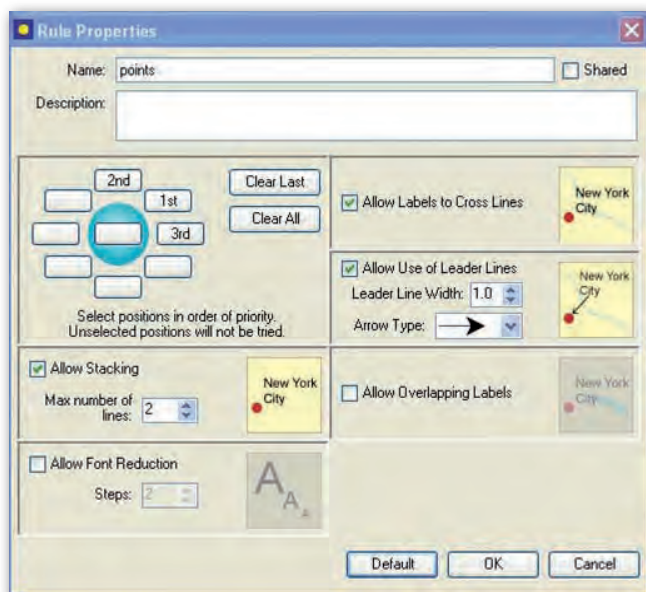 Rule Properties
Name: points Shared
Description:
2nd
1st
3rd
Clear Last
Clear All
Select positions in order of priority.
Unselected positions will not be tried.
Allow Labels to Cross Lines
New York
City
Allow Use of Leader Lines
Leader Line Width: 1.0
Arrow Type:
New York
City
Allow Stacking
Max number of
lines: 2
New York
City
Allow Overlapping Labels
New York
City
Allow Font Reduction
Steps: 2
A A A
Default OK Cancel